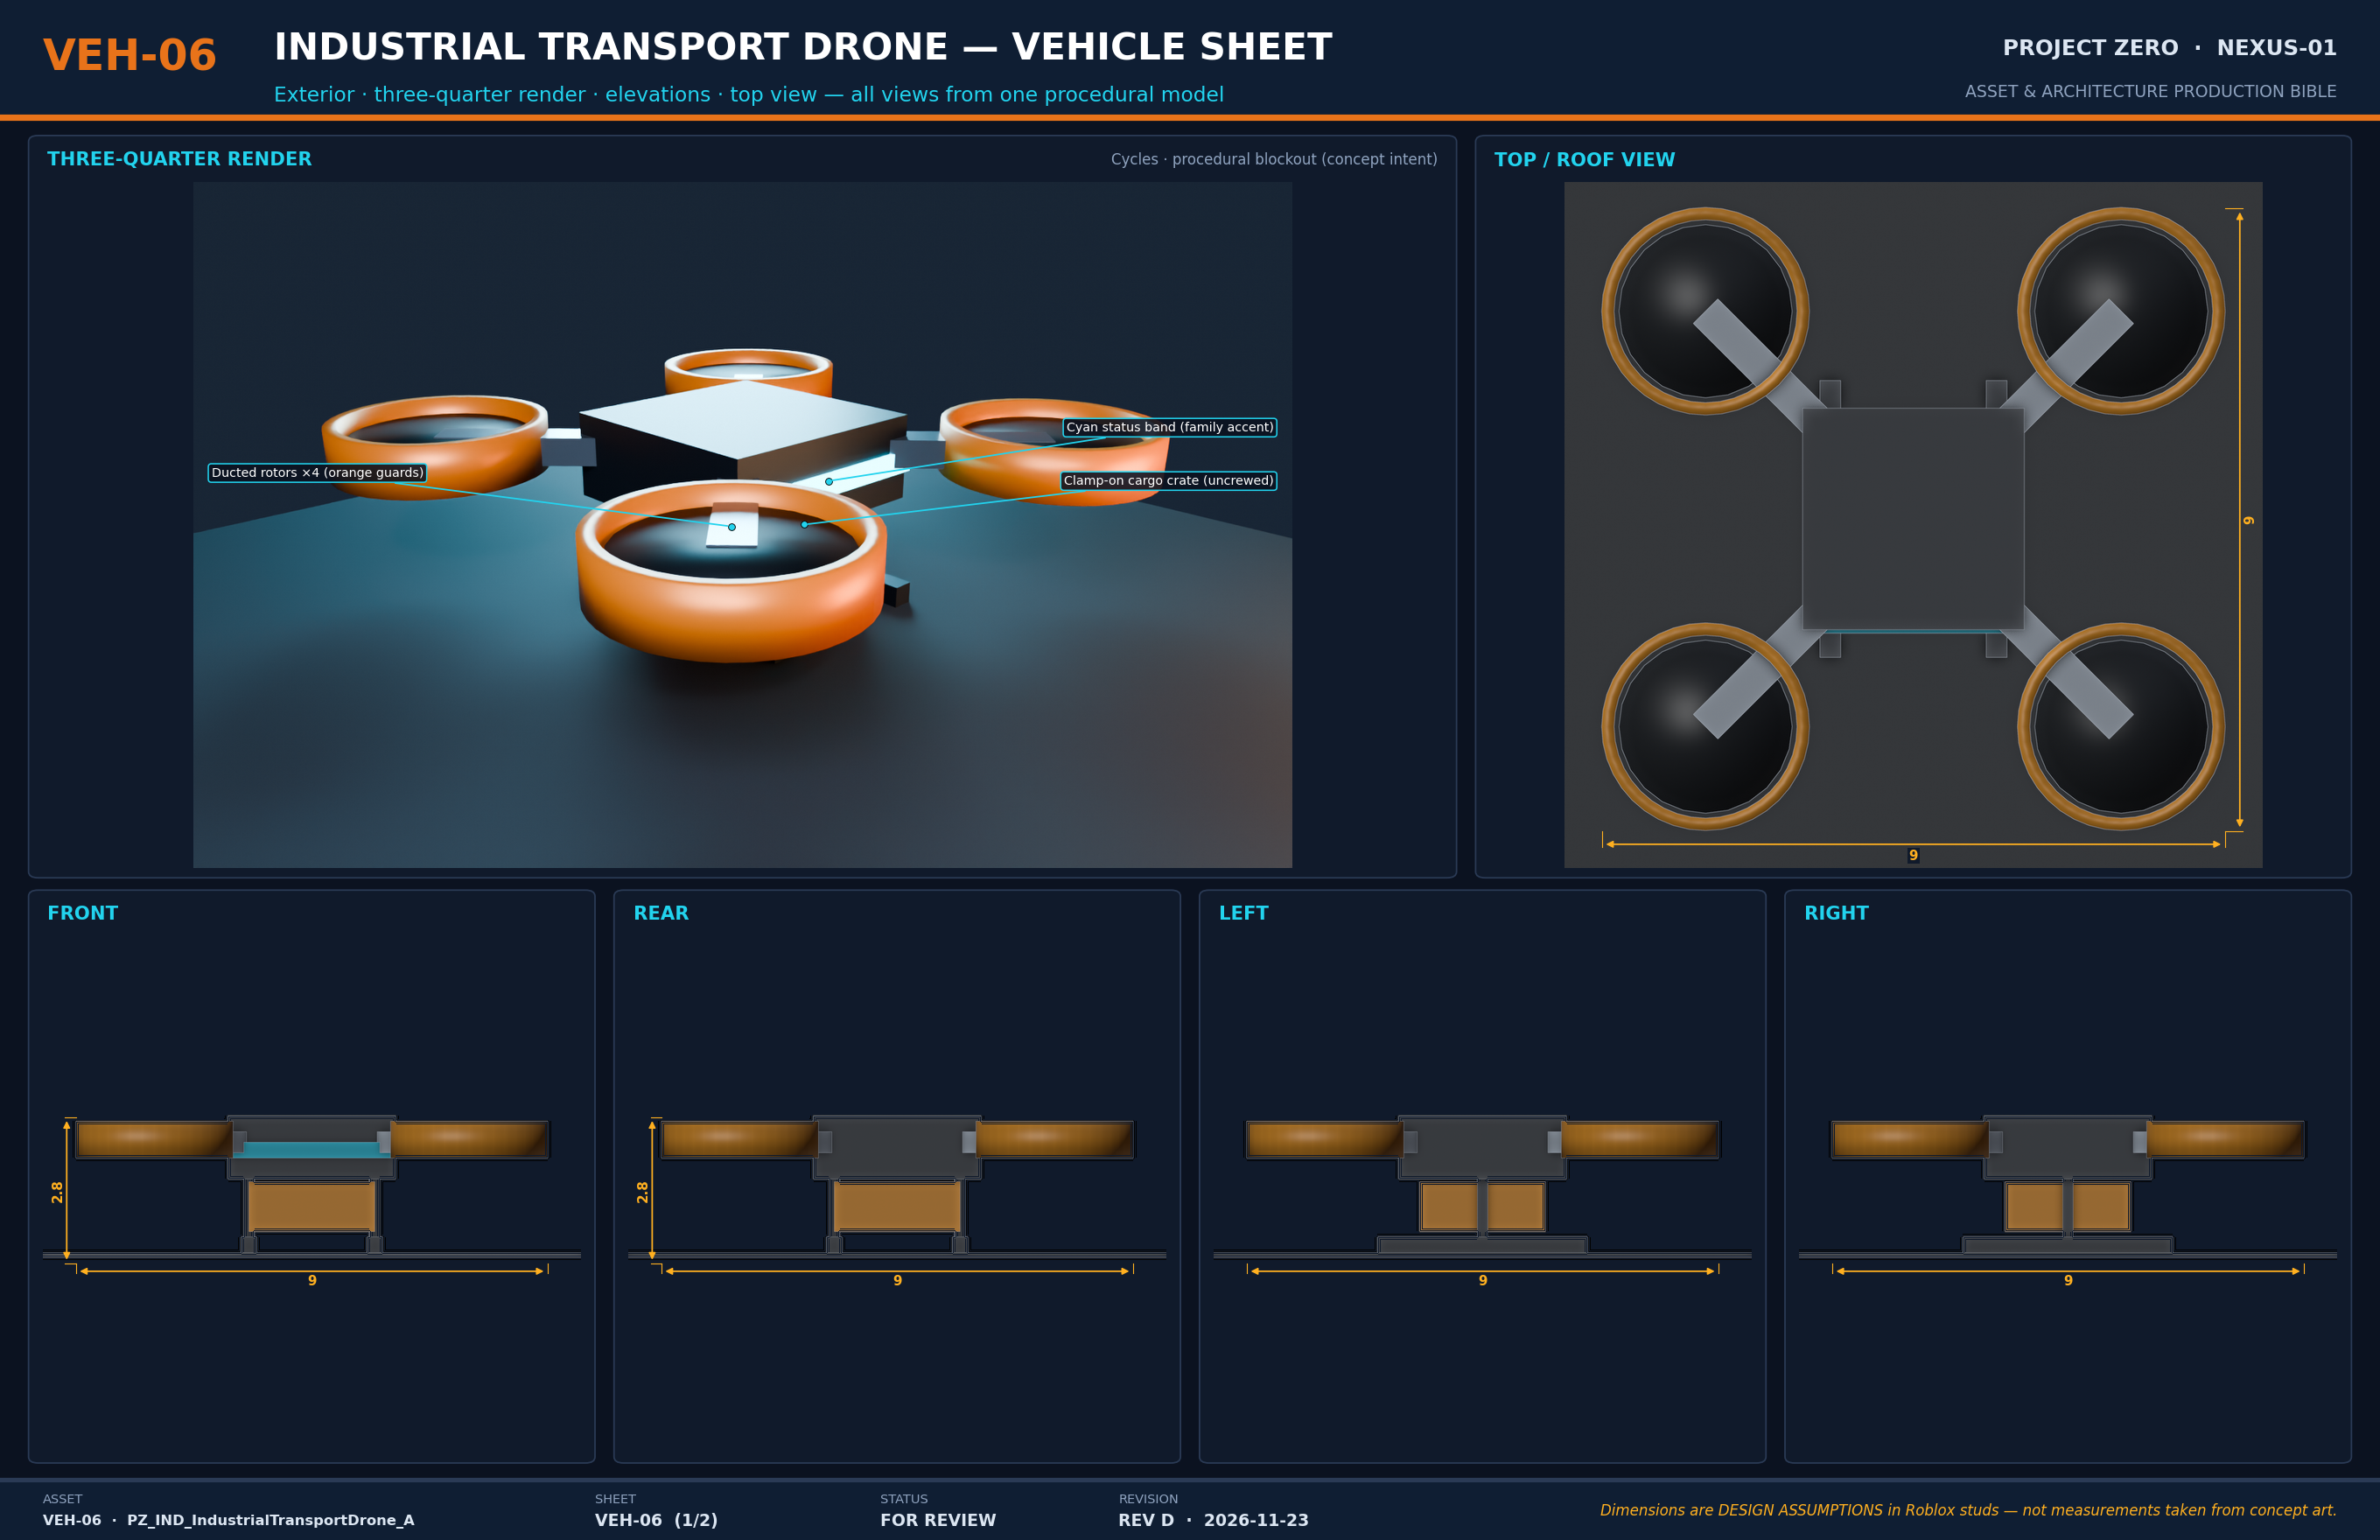 VEH-06
INDUSTRIAL TRANSPORT DRONE — VEHICLE SHEET
Exterior · three-quarter render · elevations · top view — all views from one procedural model
PROJECT ZERO · NEXUS-01
ASSET & ARCHITECTURE PRODUCTION BIBLE
THREE-QUARTER RENDER
Cycles · procedural blockout (concept intent)
Cyan status band (family accent)
Ducted rotors ×4 (orange guards)
Clamp-on cargo crate (uncrewed)
TOP / ROOF VIEW
9
9
FRONT
2.8
9
REAR
2.8
9
LEFT
9
RIGHT
9
ASSET
VEH-06 · PZ_IND_IndustrialTransportDrone_A
SHEET
VEH-06 (1/2)
STATUS
FOR REVIEW
REVISION
REV D · 2026-11-23
Dimensions are DESIGN ASSUMPTIONS in Roblox studs — not measurements taken from concept art.